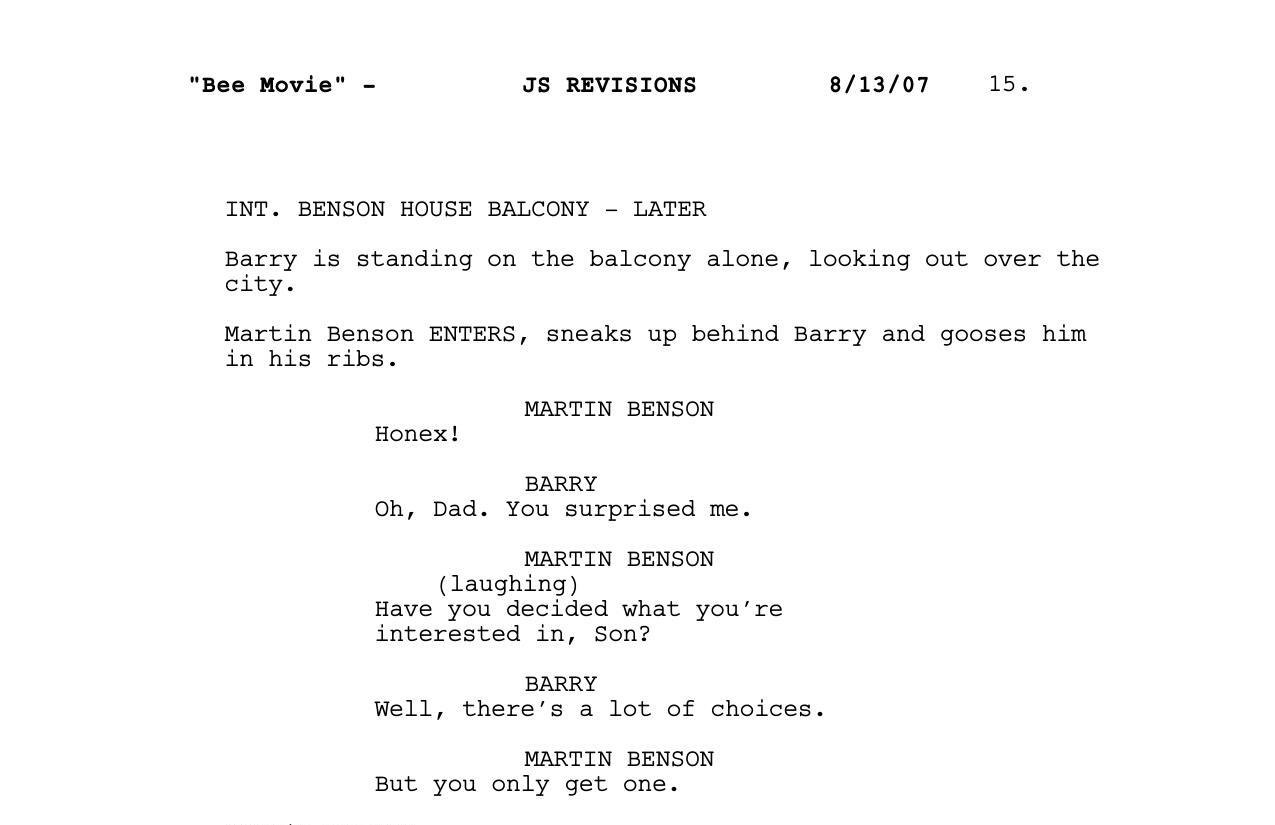 "Bee Movie" - JS REVISIONS 8/13/07 15.
INT. BENSON HOUSE BALCONY - LATER
Barry is standing on the balcony alone, looking out over the
city.
Martin Benson ENTERS, sneaks up behind Barry and gooses him
in his ribs.
MARTIN BENSON
Honex!
BARRY
Oh, Dad. You surprised me.
MARTIN BENSON
(laughing)
Have you decided what you’re
interested in, Son?
BARRY
Well, there’s a lot of choices.
MARTIN BENSON
But you only get one.